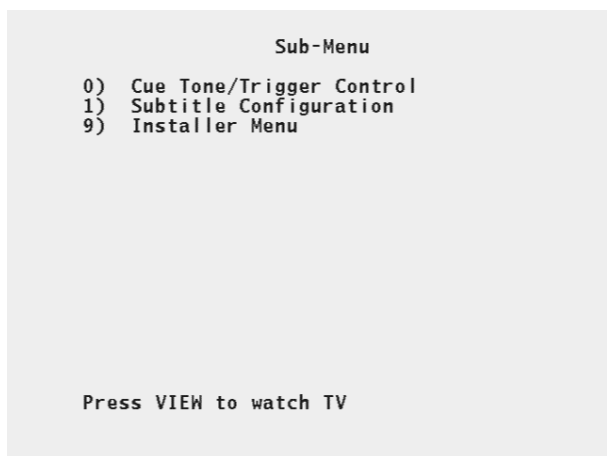 Sub-Menu
0) Cue Tone/Trigger Control
1) Subtitle Configuration
9) Installer Menu
Press VIEW to watch TV